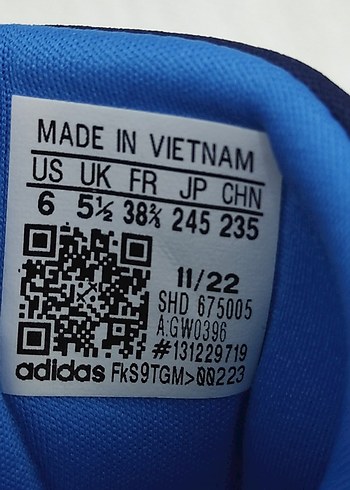 MADE IN VIETNAM
US UK FR JP CHN
6 5½ 38⅔ 245 235
11/22
SHD 675005
A:GW0396
#131229719
adidas FkS9TGM>00223